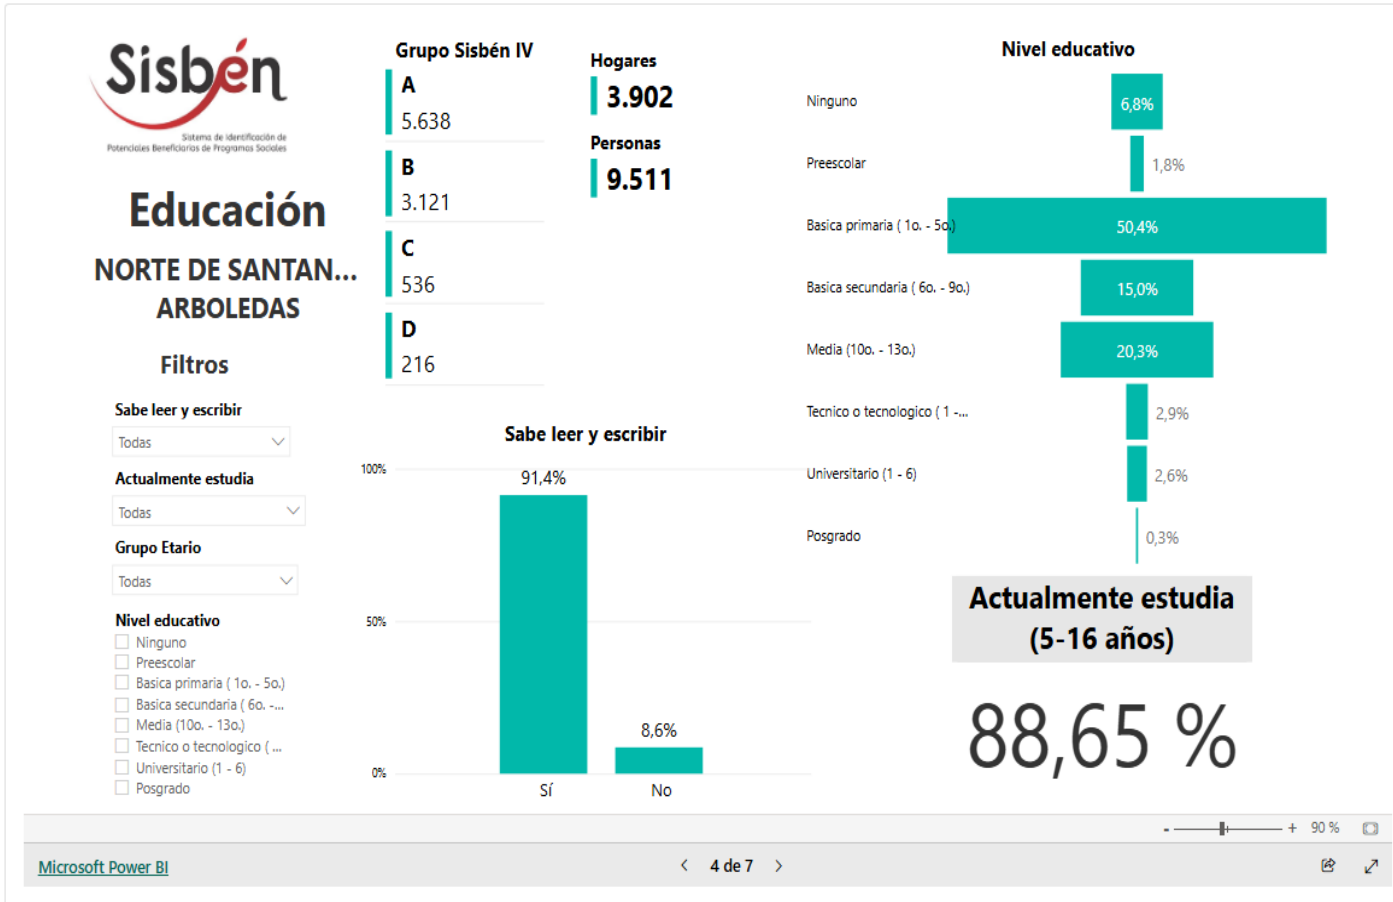 Sisbén
Sistema de Identificación de
Potenciales Beneficiarios de Programas Sociales
Educación
NORTE DE SANTAN...
ARBOLEDAS
Filtros
Sabe leer y escribir
Todas
Actualmente estudia
Todas
Grupo Etario
Todas
Nivel educativo
Ninguno
Preescolar
Basica primaria ( 1o. - 5o.)
Basica secundaria ( 6o. -...
Media (10o. - 13o.)
Tecnico o tecnologico ( ...
Universitario (1 - 6)
Posgrado
Grupo Sisbén IV
A
5.638
B
3.121
C
536
D
216
Hogares
3.902
Personas
9.511
Sabe leer y escribir
100%
50%
0%
91,4%
8,6%
Sí
No
Nivel educativo
Ninguno
6,8%
Preescolar
1,8%
Basica primaria ( 1o. - 5o.)
50,4%
Basica secundaria ( 6o. - 9o.)
15,0%
Media (10o. - 13o.)
20,3%
Tecnico o tecnologico ( 1 -...
2,9%
Universitario (1 - 6)
2,6%
Posgrado
0,3%
Actualmente estudia
(5-16 años)
88,65 %
- + 90 %
Microsoft Power BI
< 4 de 7 >